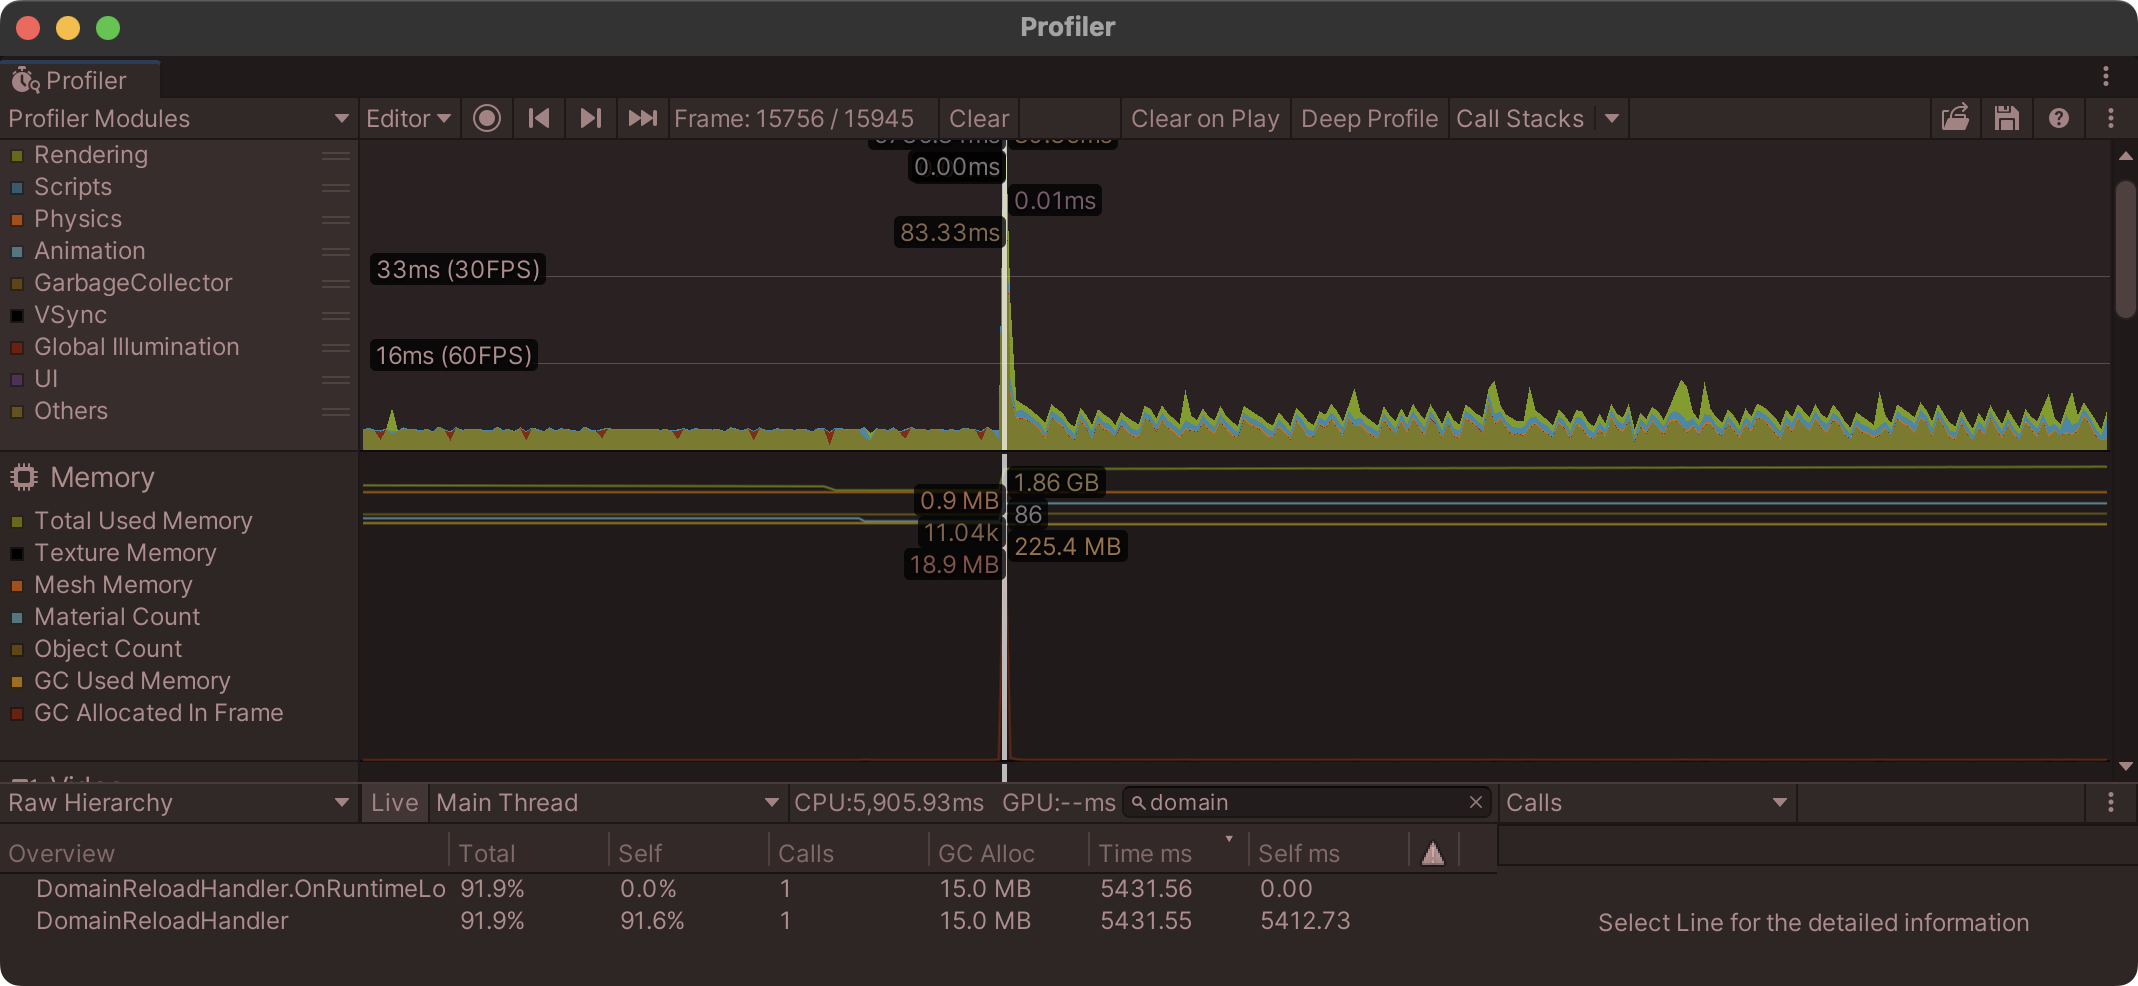 Profiler
Profiler
Profiler Modules
Editor
Frame: 15756 / 15945
Clear
Clear on Play
Deep Profile
Call Stacks
Rendering
Scripts
Physics
Animation
GarbageCollector
VSync
Global Illumination
UI
Others
0.00ms
0.01ms
83.33ms
33ms (30FPS)
16ms (60FPS)
Memory
Total Used Memory
Texture Memory
Mesh Memory
Material Count
Object Count
GC Used Memory
GC Allocated In Frame
1.86 GB
0.9 MB
86
11.04k
225.4 MB
18.9 MB
Raw Hierarchy
Live
Main Thread
CPU:5,905.93ms GPU:--ms
domain
Calls
Overview Total Self Calls GC Alloc Time ms Self ms
DomainReloadHandler.OnRuntimeLo 91.9% 0.0% 1 15.0 MB 5431.56 0.00
DomainReloadHandler 91.9% 91.6% 1 15.0 MB 5431.55 5412.73
Select Line for the detailed information